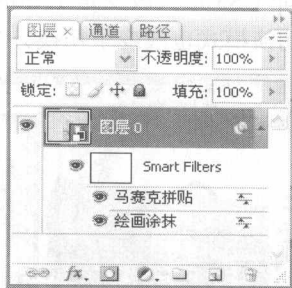 图层 × 通道 路径
正常 不透明度: 100%
锁定: 填充: 100%
图层 0
Smart Filters
马赛克拼贴
绘画涂抹
fx.